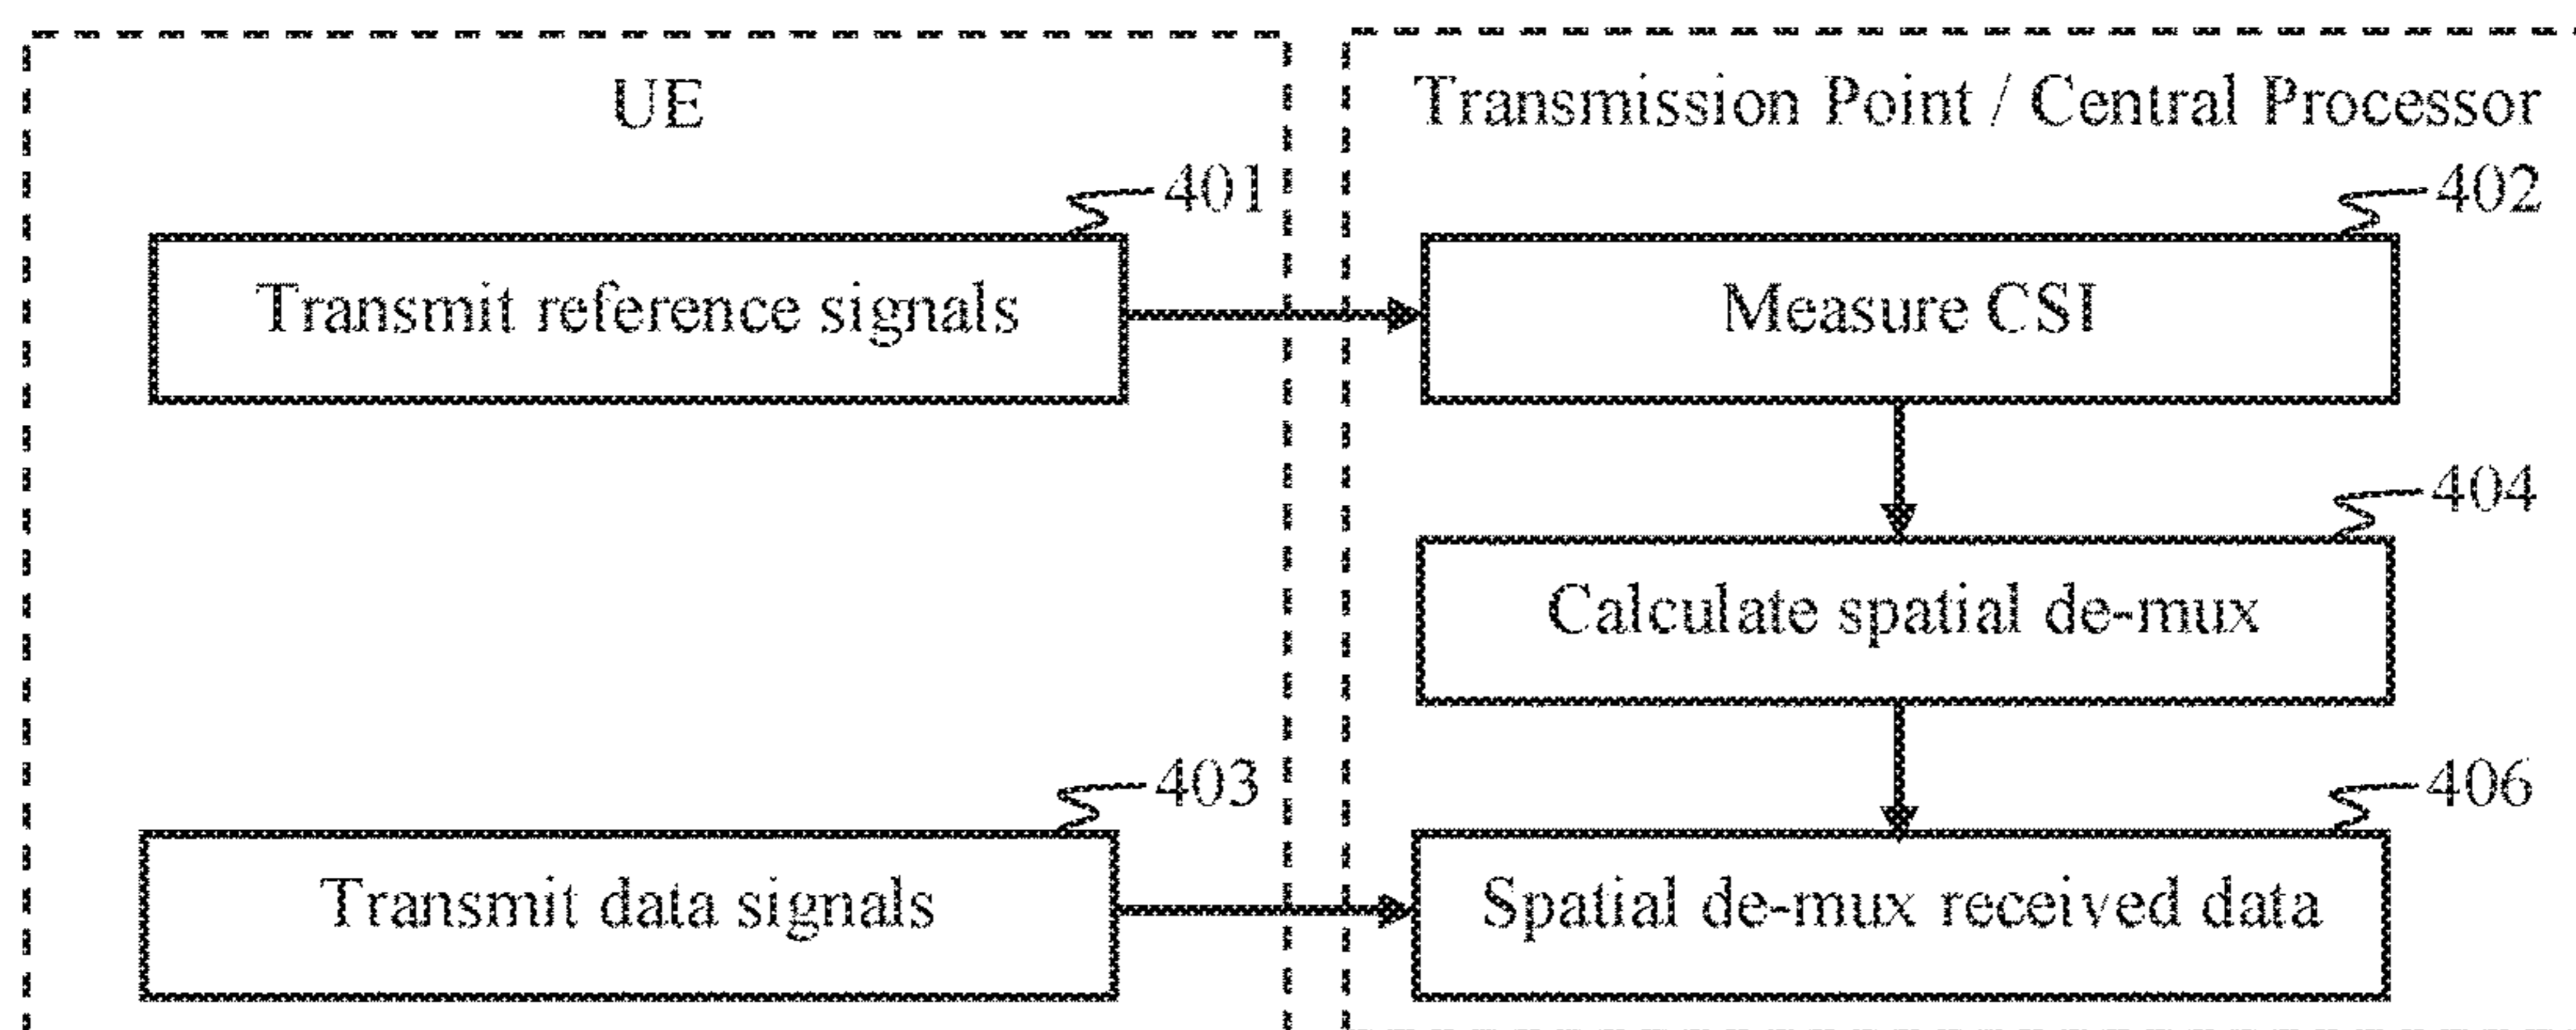 UE
Transmission Point / Central Processor
401
402
Transmit reference signals
Measure CSI
404
Calculate spatial de-mux
403
406
Transmit data signals
Spatial de-mux received data